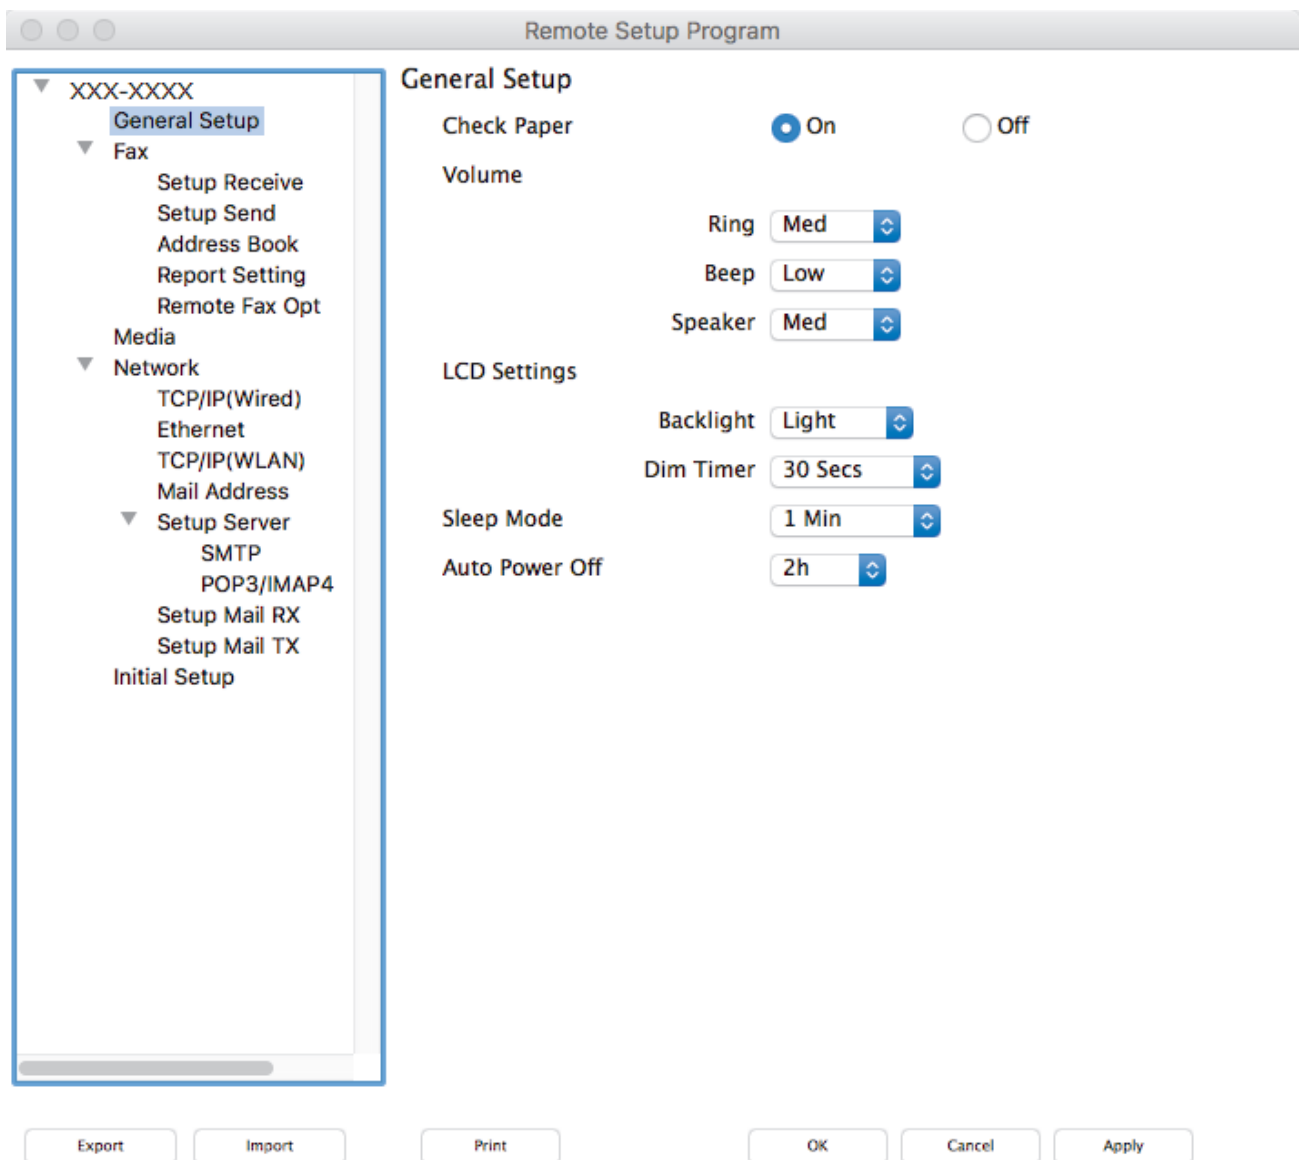 Remote Setup Program
XXX-XXXX
General Setup
Fax
Setup Receive
Setup Send
Address Book
Report Setting
Remote Fax Opt
Media
Network
TCP/IP(Wired)
Ethernet
TCP/IP(WLAN)
Mail Address
Setup Server
SMTP
POP3/IMAP4
Setup Mail RX
Setup Mail TX
Initial Setup
General Setup
Check Paper On Off
Volume
Ring Med
Beep Low
Speaker Med
LCD Settings
Backlight Light
Dim Timer 30 Secs
Sleep Mode 1 Min
Auto Power Off 2h
Export Import Print OK Cancel Apply